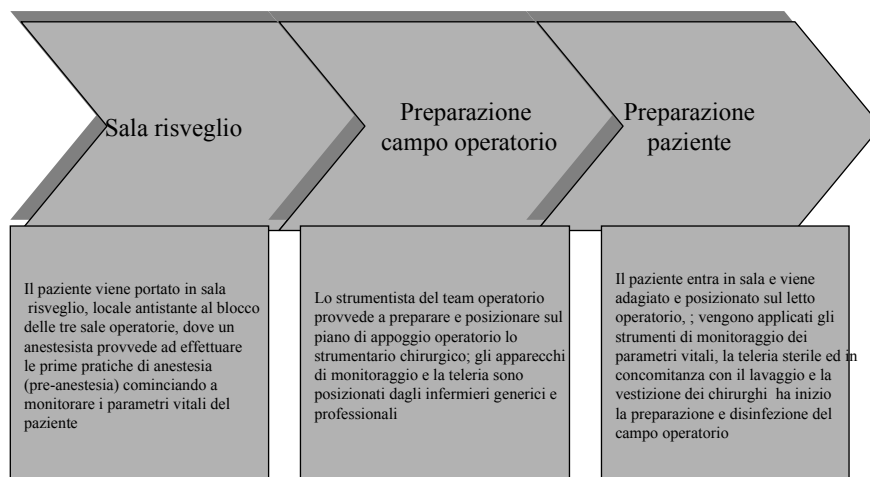 Sala risveglio
Preparazione
campo operatorio
Preparazione
paziente
Il paziente viene portato in sala
risveglio, locale antistante al blocco
delle tre sale operatorie, dove un
anestesista provvede ad effettuare
le prime pratiche di anestesia
(pre-anestesia) cominciando a
monitorare i parametri vitali del
paziente
Lo strumentista del team operatorio
provvede a preparare e posizionare sul
piano di appoggio operatorio lo
strumentario chirurgico; gli apparecchi
di monitoraggio e la teleria sono
posizionati dagli infermieri generici e
professionali
Il paziente entra in sala e viene
adagiato e posizionato sul letto
operatorio, ; vengono applicati gli
strumenti di monitoraggio dei
parametri vitali, la teleria sterile ed in
concomitanza con il lavaggio e la
vestizione dei chirurghi ha inizio
la preparazione e disinfezione del
campo operatorio